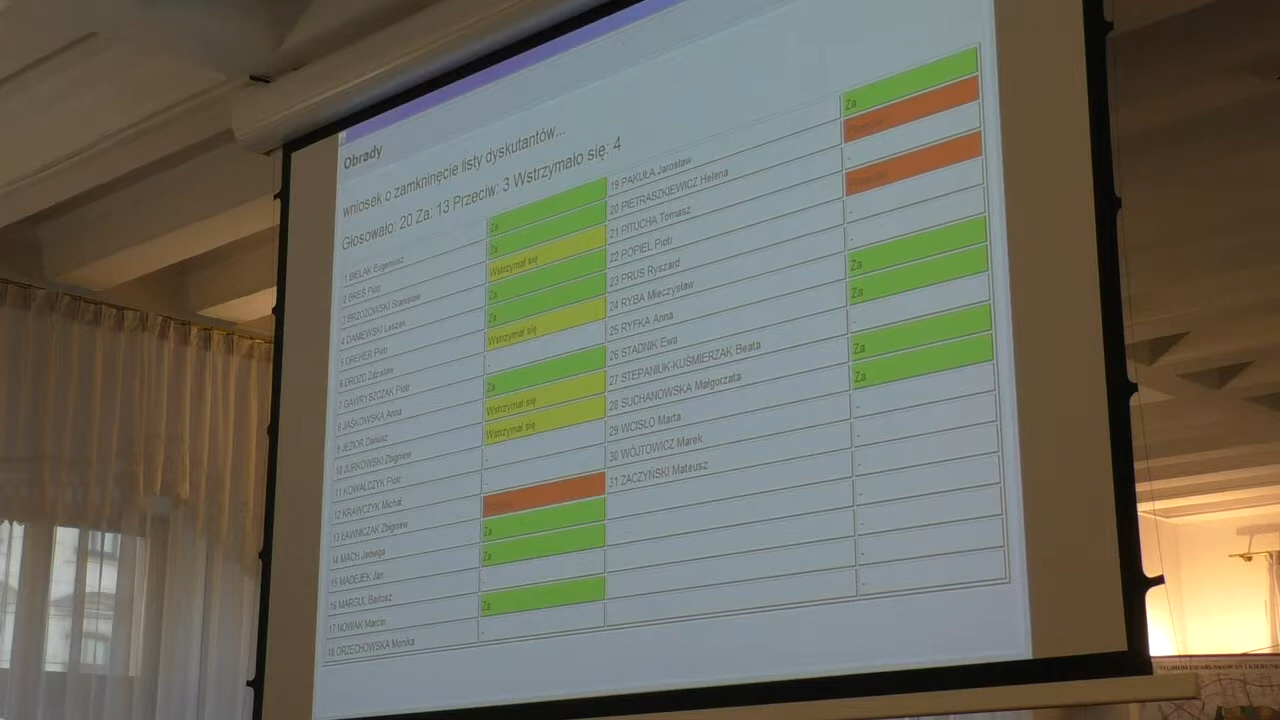 Obrady
wniosek o zamknięcie listy dyskutantów...
Głosowało: 20 Za: 13 Przeciw: 3 Wstrzymało się: 4
1 BIELAK Eugeniusz Za
2 BREŚ Piotr Za
3 BRZOZOWSKI Stanisław Wstrzymał się
4 DANIEWSKI Leszek Za
5 DREHER Piotr Za
6 DROZD Zdzisław Wstrzymał się
7 GAWRYSZCZAK Piotr -
8 JAŚKOWSKA Anna Za
9 JEZIOR Dariusz Wstrzymał się
10 JURKOWSKI Zbigniew Wstrzymał się
11 KOWALCZYK Piotr -
12 KRAWCZYK Michał -
13 ŁAWNICZAK Zbigniew
14 MACH Jadwiga Za
15 MADEJEK Jan Za
16 MARGUL Bartosz -
17 NOWAK Marcin Za
18 ORZECHOWSKA Monika -
19 PAKUŁA Jarosław Za
20 PIETRASZKIEWICZ Helena
21 PITUCHA Tomasz -
22 POPIEL Piotr
23 PRUS Ryszard -
24 RYBA Mieczysław -
25 RYFKA Anna Za
26 STADNIK Ewa Za
27 STEPANIUK-KUŚMIERZAK Beata -
28 SUCHANOWSKA Małgorzata Za
29 WCISŁO Marta Za
30 WÓJTOWICZ Marek -
31 ZACZYŃSKI Mateusz -